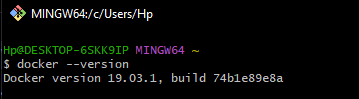 MINGW64:/c/Users/Hp
Hp@DESKTOP-6SKK9IP MINGW64 ~
$ docker --version
Docker version 19.03.1, build 74b1e89e8a